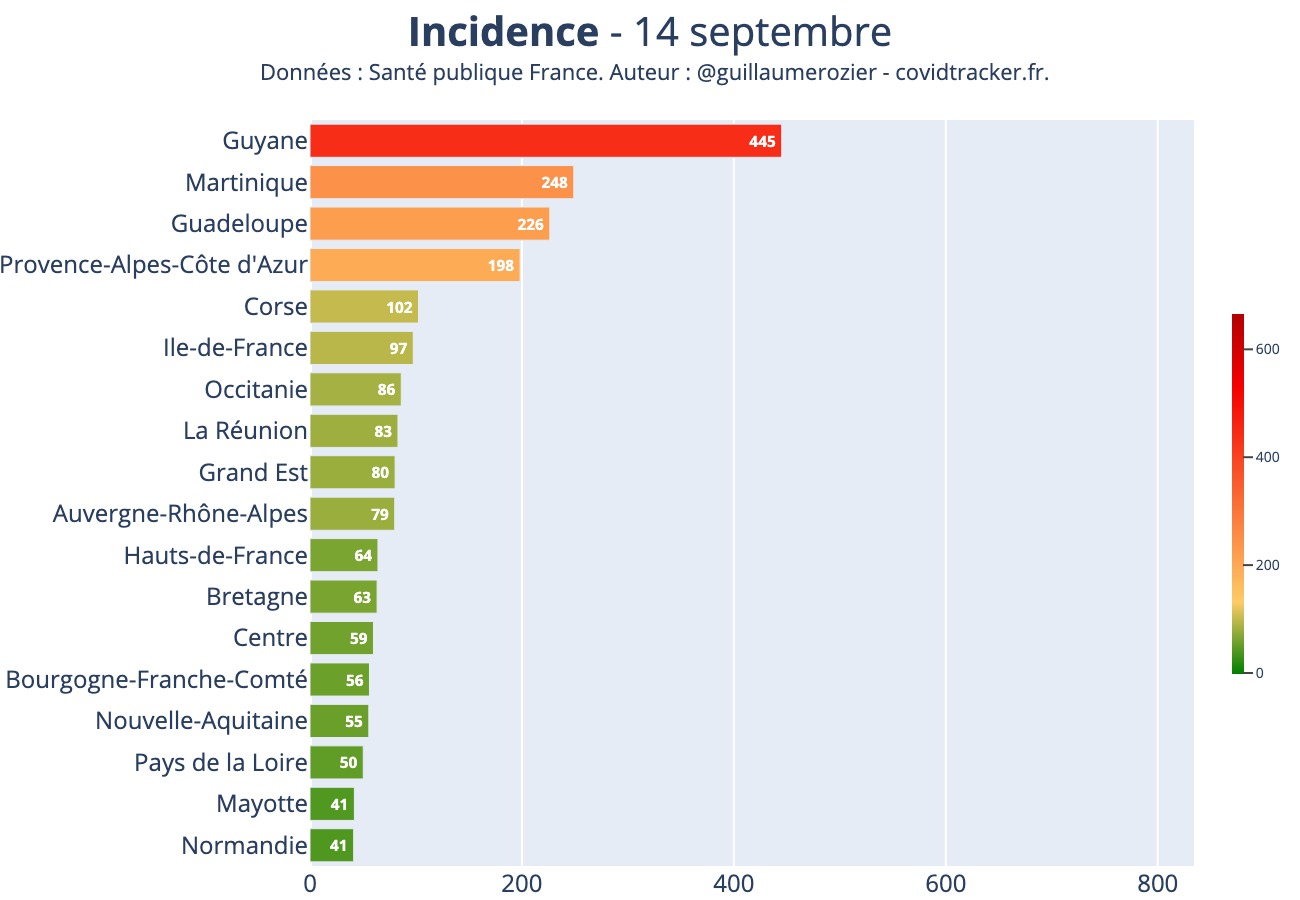 Incidence - 14 septembre
Données : Santé publique France. Auteur : @guillaumerozier - covidtracker.fr.
Guyane 445
Martinique 248
Guadeloupe 226
Provence-Alpes-Côte d'Azur 198
Corse 102
Ile-de-France 97
Occitanie 86
La Réunion 83
Grand Est 80
Auvergne-Rhône-Alpes 79
Hauts-de-France 64
Bretagne 63
Centre 59
Bourgogne-Franche-Comté 56
Nouvelle-Aquitaine 55
Pays de la Loire 50
Mayotte 41
Normandie 41
0 200 400 600 800
600
400
200
0